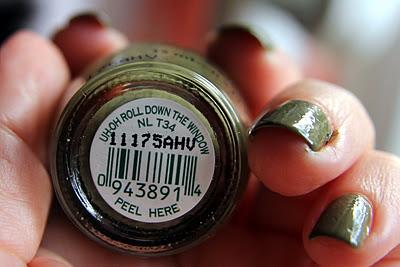 UH-OH ROLL DOWN THE WINDOW
NL T34
11175AHV
0 943891 4
PEEL HERE